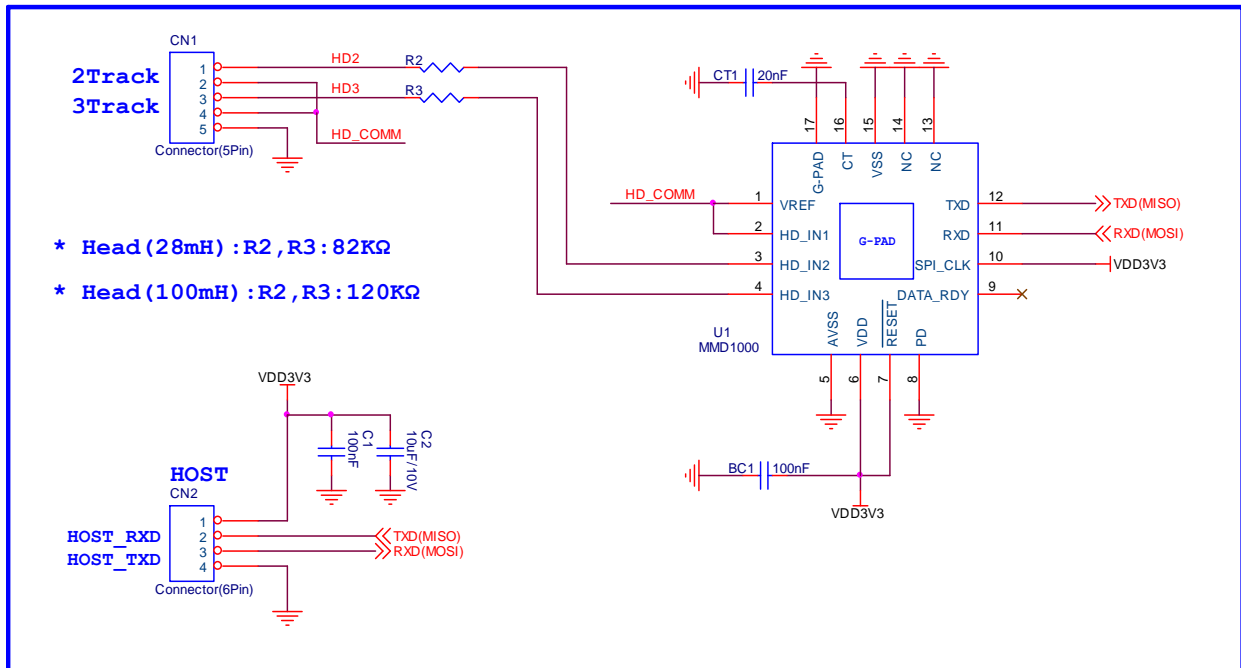 CN1
2Track
3Track
1
2
3
4
5
Connector(5Pin)
HD2
HD3
HD_COMM
R2
R3
* Head(28mH):R2,R3:82KΩ
* Head(100mH):R2,R3:120KΩ
CT1 20nF
17 16 15 14 13
G-PAD CT VSS NC NC
HD_COMM
1 VREF
2 HD_IN1
3 HD_IN2
4 HD_IN3
G-PAD
TXD 12 TXD(MISO)
RXD 11 RXD(MOSI)
SPI_CLK 10 VDD3V3
DATA_RDY 9
U1
MMD1000
AVSS VDD RESET PD
5 6 7 8
BC1 100nF
VDD3V3
VDD3V3
C1
100nF
C2
10uF/10V
HOST
CN2
HOST_RXD
HOST_TXD
1
2
3
4
TXD(MISO)
RXD(MOSI)
Connector(6Pin)